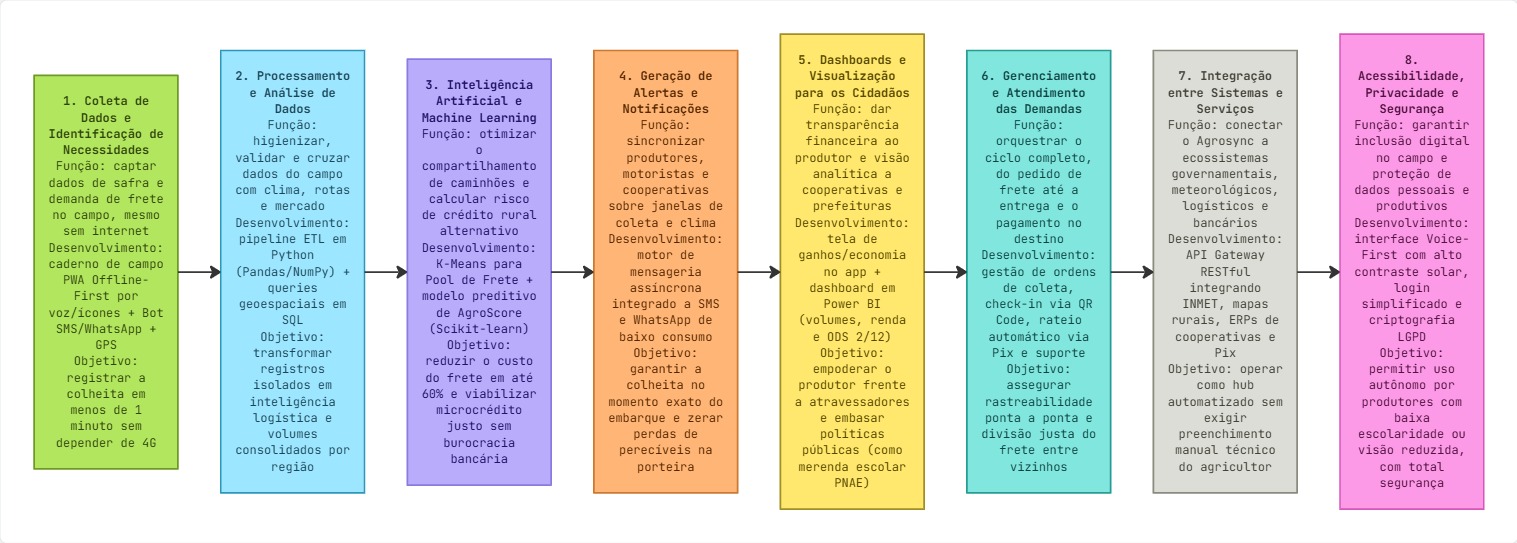 1. Coleta de
Dados e
Identificação de
Necessidades
Função: captar
dados de safra e
demanda de frete
no campo, mesmo
sem internet
Desenvolvimento:
caderno de campo
PWA Offline-
First por
voz/ícones + Bot
SMS/WhatsApp +
GPS
Objetivo:
registrar a
colheita em
menos de 1
minuto sem
depender de 4G
2. Processamento
e Análise de
Dados
Função:
higienizar,
validar e cruzar
dados do campo
com clima, rotas
e mercado
Desenvolvimento:
pipeline ETL em
Python
(Pandas/NumPy) +
queries
geoespaciais em
SQL
Objetivo:
transformar
registros
isolados em
inteligência
logística e
volumes
consolidados por
região
3. Inteligência
Artificial e
Machine Learning
Função: otimizar
o
compartilhamento
de caminhões e
calcular risco
de crédito rural
alternativo
Desenvolvimento:
K-Means para
Pool de Frete +
modelo preditivo
de AgroScore
(Scikit-learn)
Objetivo:
reduzir o custo
do frete em até
60% e viabilizar
microcrédito
justo sem
burocracia
bancária
4. Geração de
Alertas e
Notificações
Função:
sincronizar
produtores,
motoristas e
cooperativas
sobre janelas de
coleta e clima
Desenvolvimento:
motor de
mensageria
assíncrona
integrado a SMS
e WhatsApp de
baixo consumo
Objetivo:
garantir a
colheita no
momento exato do
embarque e zerar
perdas de
perecíveis na
porteira
5. Dashboards e
Visualização
para os Cidadãos
Função: dar
transparência
financeira ao
produtor e visão
analítica a
cooperativas e
prefeituras
Desenvolvimento:
tela de
ganhos/economia
no app +
dashboard em
Power BI
(volumes, renda
e ODS 2/12)
Objetivo:
empoderar o
produtor frente
a atravessadores
e embasar
políticas
públicas (como
merenda escolar
PNAE)
6. Gerenciamento
e Atendimento
das Demandas
Função:
orquestrar o
ciclo completo,
do pedido de
frete até a
entrega e o
pagamento no
destino
Desenvolvimento:
gestão de ordens
de coleta,
check-in via QR
Code, rateio
automático via
Pix e suporte
Objetivo:
assegurar
rastreabilidade
ponta a ponta e
divisão justa do
frete entre
vizinhos
7. Integração
entre Sistemas e
Serviços
Função: conectar
o Agrosync a
ecossistemas
governamentais,
meteorológicos,
logísticos e
bancários
Desenvolvimento:
API Gateway
RESTful
integrando
INMET, mapas
rurais, ERPs de
cooperativas e
Pix
Objetivo: operar
como hub
automatizado sem
exigir
preenchimento
manual técnico
do agricultor
8.
Acessibilidade,
Privacidade e
Segurança
Função: garantir
inclusão digital
no campo e
proteção de
dados pessoais e
produtivos
Desenvolvimento:
interface Voice-
First com alto
contraste solar,
login
simplificado e
criptografia
LGPD
Objetivo:
permitir uso
autônomo por
produtores com
baixa
escolaridade ou
visão reduzida,
com total
segurança